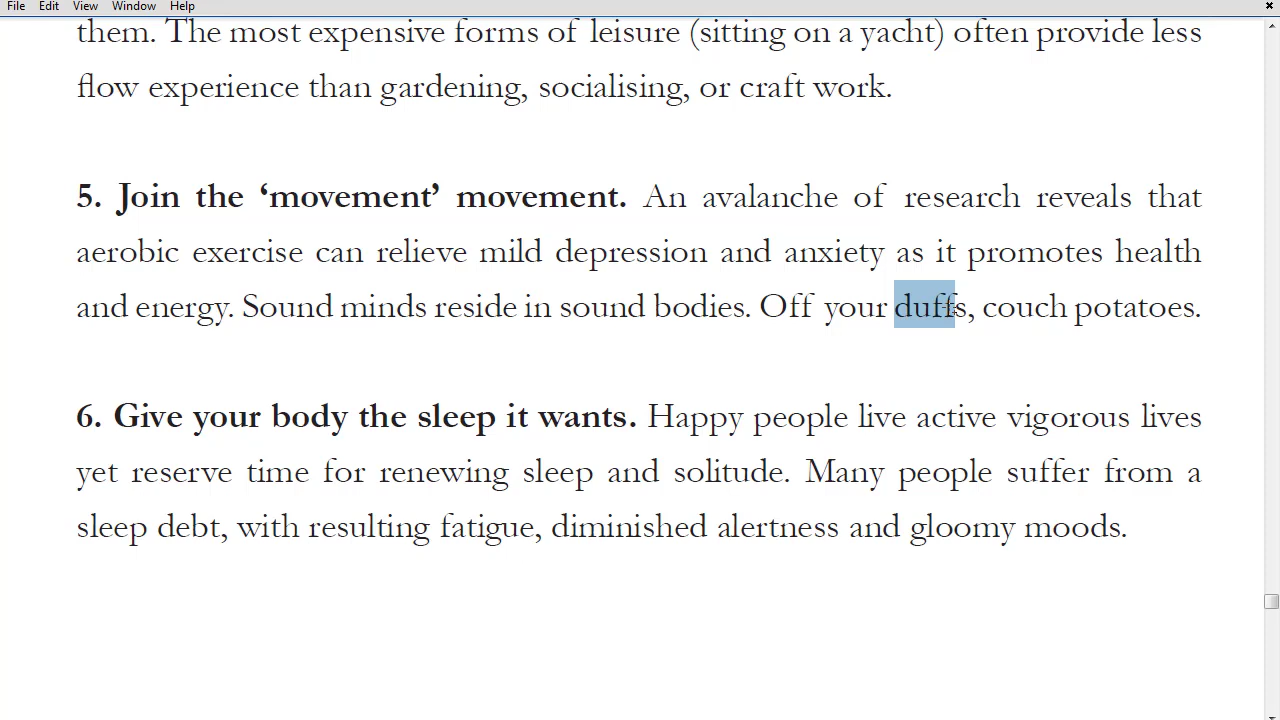 File Edit View Window Help
them. The most expensive forms of leisure (sitting on a yacht) often provide less
flow experience than gardening, socialising, or craft work.
5. Join the ‘movement’ movement. An avalanche of research reveals that
aerobic exercise can relieve mild depression and anxiety as it promotes health
and energy. Sound minds reside in sound bodies. Off your duffs, couch potatoes.
6. Give your body the sleep it wants. Happy people live active vigorous lives
yet reserve time for renewing sleep and solitude. Many people suffer from a
sleep debt, with resulting fatigue, diminished alertness and gloomy moods.